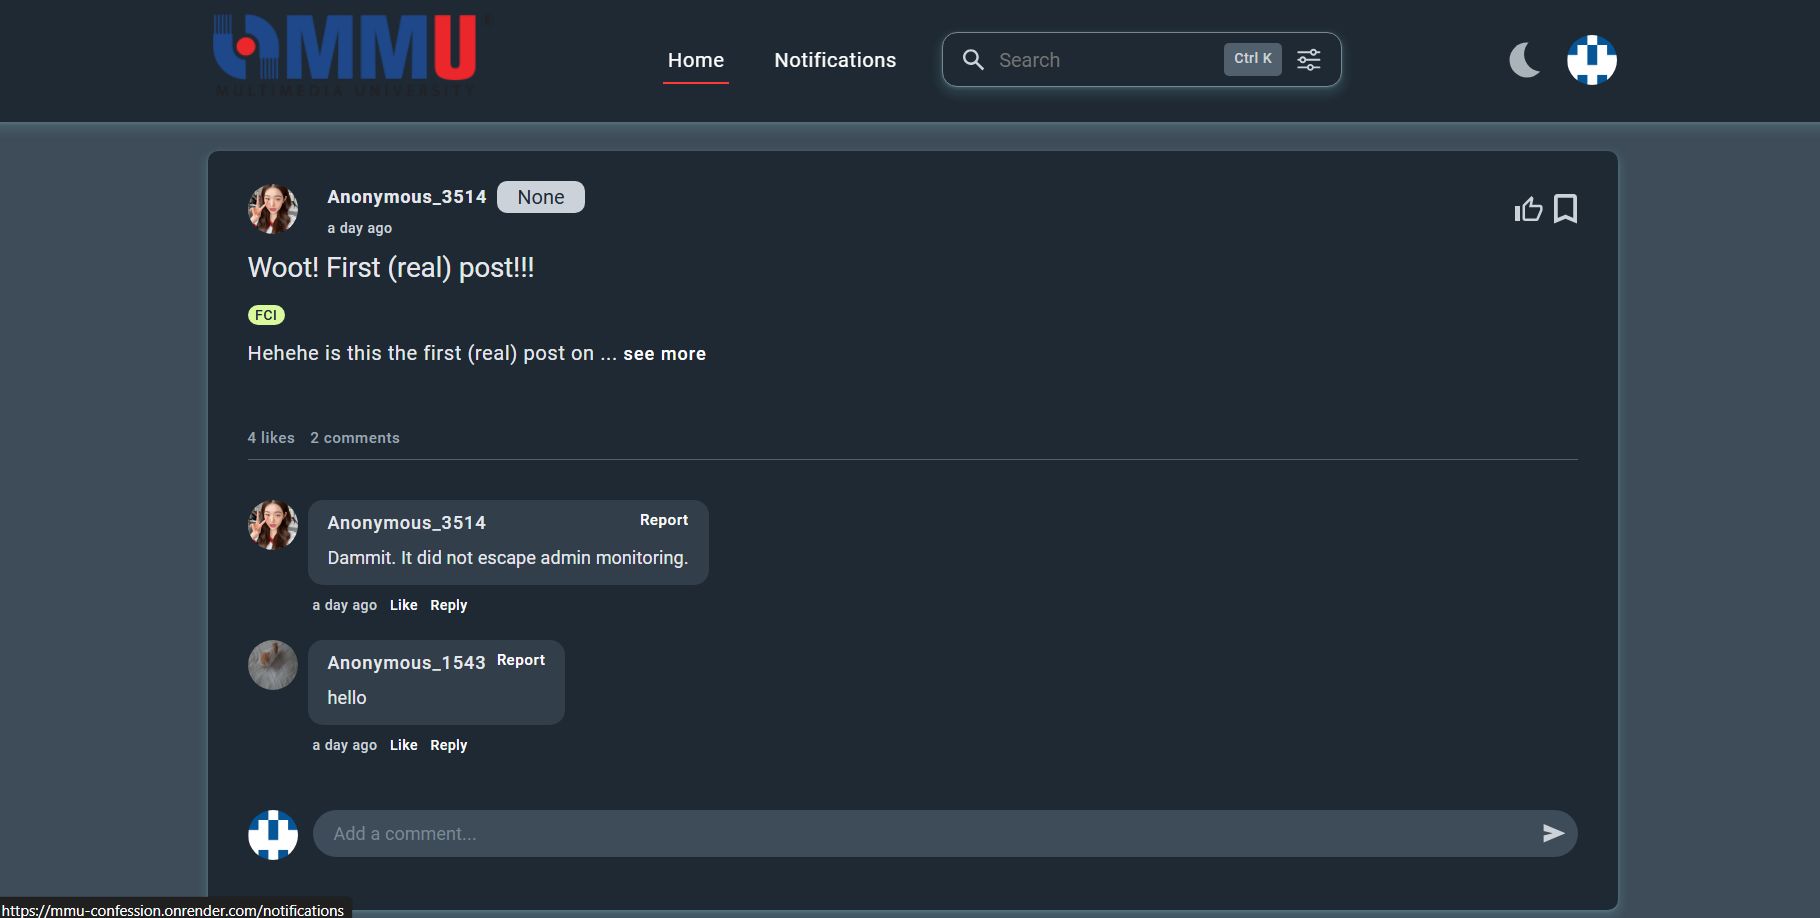 MMU
MULTIMEDIA UNIVERSITY
Home
Notifications
Search
Ctrl K
Anonymous_3514
None
a day ago
Woot! First (real) post!!!
FCI
Hehehe is this the first (real) post on ... see more
4 likes 2 comments
Anonymous_3514
Report
Dammit. It did not escape admin monitoring.
a day ago Like Reply
Anonymous_1543
Report
hello
a day ago Like Reply
Add a comment...
https://mmu-confession.onrender.com/notifications